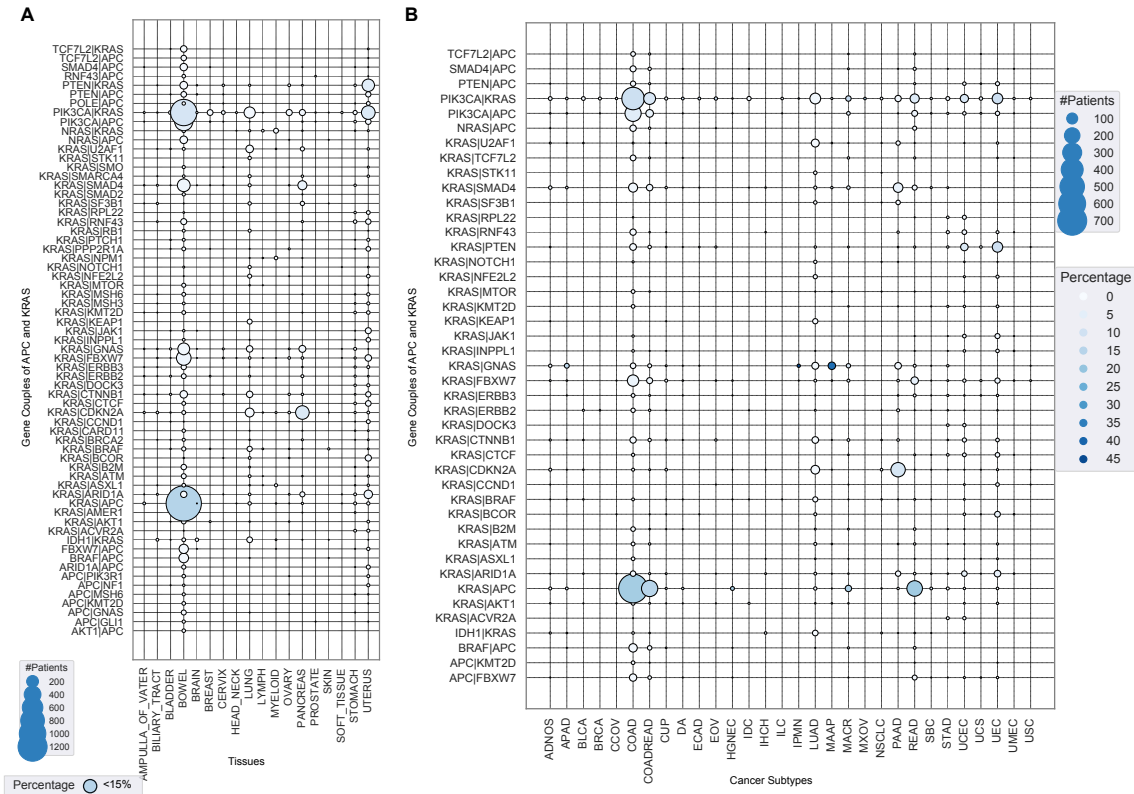 A
Gene Couples of APC and KRAS
TCF7L2|KRAS
TCF7L2|APC
SMAD4|APC
RNF43|APC
PTEN|KRAS
PTEN|APC
POLE|APC
PIK3CA|KRAS
PIK3CA|APC
NRAS|KRAS
NRAS|APC
KRAS|U2AF1
KRAS|STK11
KRAS|SMO
KRAS|SMARCA4
KRAS|SMAD4
KRAS|SMAD2
KRAS|SF3B1
KRAS|RPL22
KRAS|RNF43
KRAS|RB1
KRAS|PTCH1
KRAS|PPP2R1A
KRAS|NPM1
KRAS|NOTCH1
KRAS|NFE2L2
KRAS|MTOR
KRAS|MSH6
KRAS|MSH3
KRAS|KMT2D
KRAS|KEAP1
KRAS|JAK1
KRAS|INPPL1
KRAS|GNAS
KRAS|FBXW7
KRAS|ERBB3
KRAS|ERBB2
KRAS|DOCK3
KRAS|CTNNB1
KRAS|CTCF
KRAS|CDKN2A
KRAS|CCND1
KRAS|CARD11
KRAS|BRCA2
KRAS|BRAF
KRAS|BCOR
KRAS|B2M
KRAS|ATM
KRAS|ASXL1
KRAS|ARID1A
KRAS|APC
KRAS|AMER1
KRAS|AKT1
KRAS|ACVR2A
IDH1|KRAS
FBXW7|APC
BRAF|APC
ARID1A|APC
APC|PIK3R1
APC|NF1
APC|MSH6
APC|KMT2D
APC|GNAS
APC|GLI1
AKT1|APC
AMPULLA_OF_VATER
BILIARY_TRACT
BLADDER
BOWEL
BRAIN
BREAST
CERVIX
HEAD_NECK
LUNG
LYMPH
MYELOID
OVARY
PANCREAS
PROSTATE
SKIN
SOFT_TISSUE
STOMACH
UTERUS
Tissues
#Patients
200
400
600
800
1000
1200
Percentage <15%
B
Gene Couples of APC and KRAS
TCF7L2|APC
SMAD4|APC
PTEN|APC
PIK3CA|KRAS
PIK3CA|APC
NRAS|APC
KRAS|U2AF1
KRAS|TCF7L2
KRAS|STK11
KRAS|SMAD4
KRAS|SF3B1
KRAS|RPL22
KRAS|RNF43
KRAS|PTEN
KRAS|NOTCH1
KRAS|NFE2L2
KRAS|MTOR
KRAS|KMT2D
KRAS|KEAP1
KRAS|JAK1
KRAS|INPPL1
KRAS|GNAS
KRAS|FBXW7
KRAS|ERBB3
KRAS|ERBB2
KRAS|DOCK3
KRAS|CTNNB1
KRAS|CTCF
KRAS|CDKN2A
KRAS|CCND1
KRAS|BRAF
KRAS|BCOR
KRAS|B2M
KRAS|ATM
KRAS|ASXL1
KRAS|ARID1A
KRAS|APC
KRAS|AKT1
KRAS|ACVR2A
IDH1|KRAS
BRAF|APC
APC|KMT2D
APC|FBXW7
ADNOS
APAD
BLCA
BRCA
CCOV
COAD
COADREAD
CUP
DA
ECAD
EOV
HGNEC
IDC
IHCH
ILC
IPMN
LUAD
MAAP
MACR
MXOV
NSCLC
PAAD
READ
SBC
STAD
UCEC
UCS
UEC
UMEC
USC
Cancer Subtypes
#Patients
100
200
300
400
500
600
700
Percentage
0
5
10
15
20
25
30
35
40
45